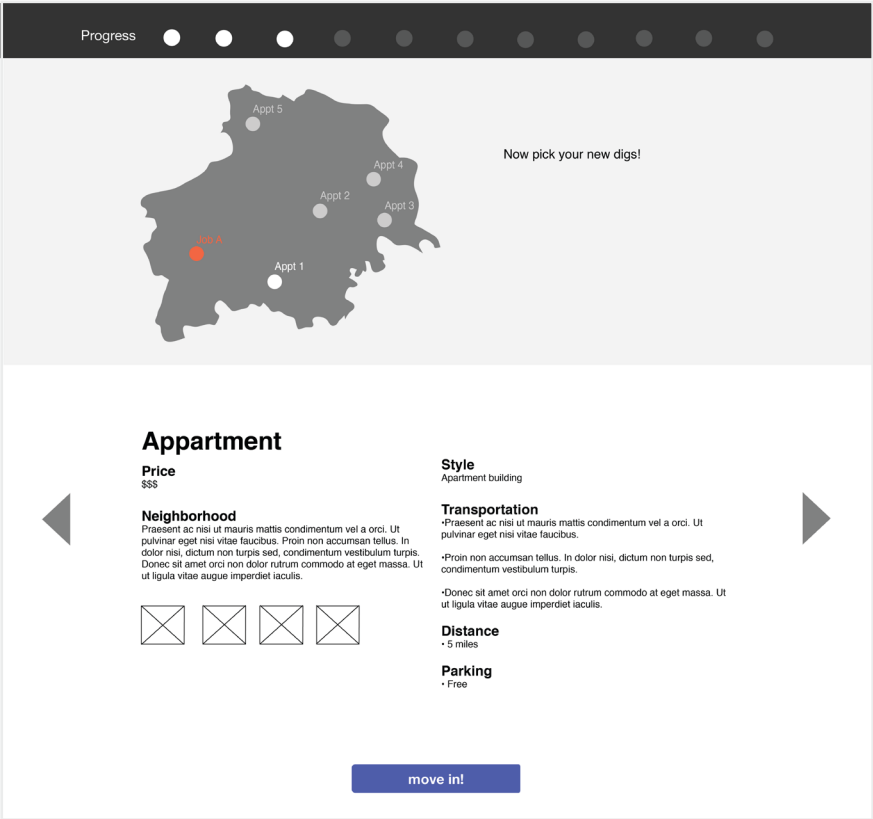 Progress
Appt 5
Now pick your new digs!
Appt 4
Appt 2
Appt 3
Job A
Appt 1
Appartment
Price
$$$
Neighborhood
Praesent ac nisi ut mauris mattis condimentum vel a orci. Ut
pulvinar eget nisi vitae faucibus. Proin non accumsan tellus. In
dolor nisi, dictum non turpis sed, condimentum vestibulum turpis.
Donec sit amet orci non dolor rutrum commodo at eget massa. Ut
ut ligula vitae augue imperdiet iaculis.
Style
Apartment building
Transportation
•Praesent ac nisi ut mauris mattis condimentum vel a orci. Ut
pulvinar eget nisi vitae faucibus.
•Proin non accumsan tellus. In dolor nisi, dictum non turpis sed,
condimentum vestibulum turpis.
•Donec sit amet orci non dolor rutrum commodo at eget massa. Ut
ut ligula vitae augue imperdiet iaculis.
Distance
• 5 miles
Parking
• Free
move in!